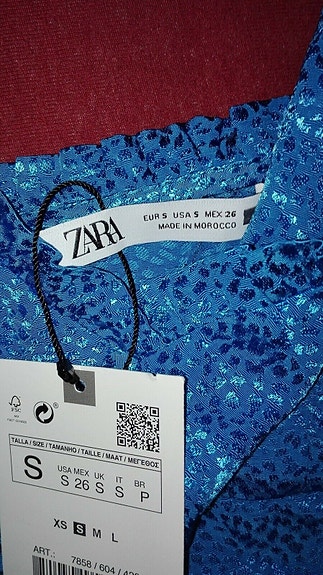 ZARA
EUR S USA S MEX 26
MADE IN MOROCCO
FSC
TALLA / SIZE / TAMANHO / TAILLE / MAAT / ΜΕΓΕΘΟΣ
S
USA MEX UK IT BR
S 26 S S P
XS S M L
ART.:
7858 / 604 /